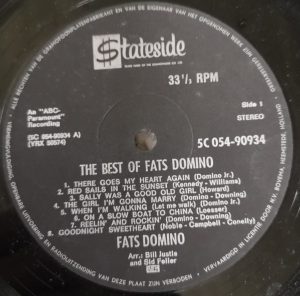 Stateside
33 1/3 RPM
An "ABC-
Paramount"
Recording
(5C 054-90934 A)
(VRX 50574)
Side 1
STEREO
5C 054-90934
THE BEST OF FATS DOMINO
1. THERE GOES MY HEART AGAIN (Domino Jr.)
2. RED SAILS IN THE SUNSET (Kennedy - Williams)
3. SALLY WAS A GOOD OLD GIRL (Howard)
4. THE GIRL I'M GONNA MARRY (Domino - Downing)
5. WHEN I'M WALKING (Let me walk) (Domino Jr.)
6. ON A SLOW BOAT TO CHINA (Loesser)
7. REELIN' AND ROCKIN' (Domino - Downing)
8. GOODNIGHT SWEETHEART (Noble - Campbell - Conelly)
FATS DOMINO
Arr.: Bill Justis
and Sid Feller